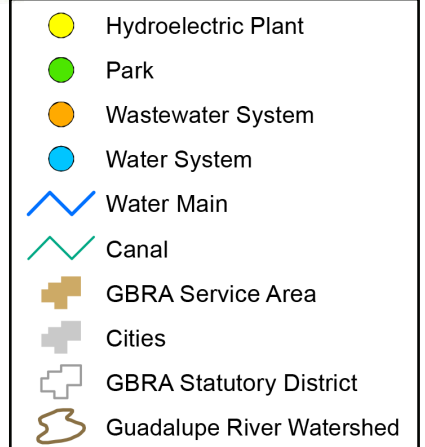 Hydroelectric Plant
Park
Wastewater System
Water System
Water Main
Canal
GBRA Service Area
Cities
GBRA Statutory District
Guadalupe River Watershed